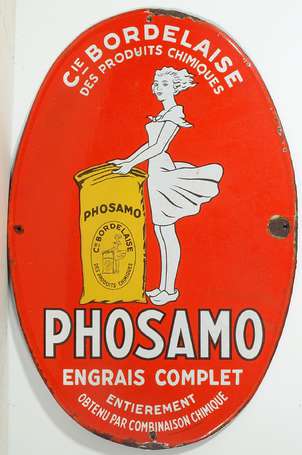 Cie BORDELAISE
DES PRODUITS CHIMIQUES
PHOSAMO
Cie BORDELAISE
DES PRODUITS CHIMIQUES
PHOSAMO
ENGRAIS COMPLET
ENTIEREMENT
OBTENU PAR COMBINAISON CHIMIQUE